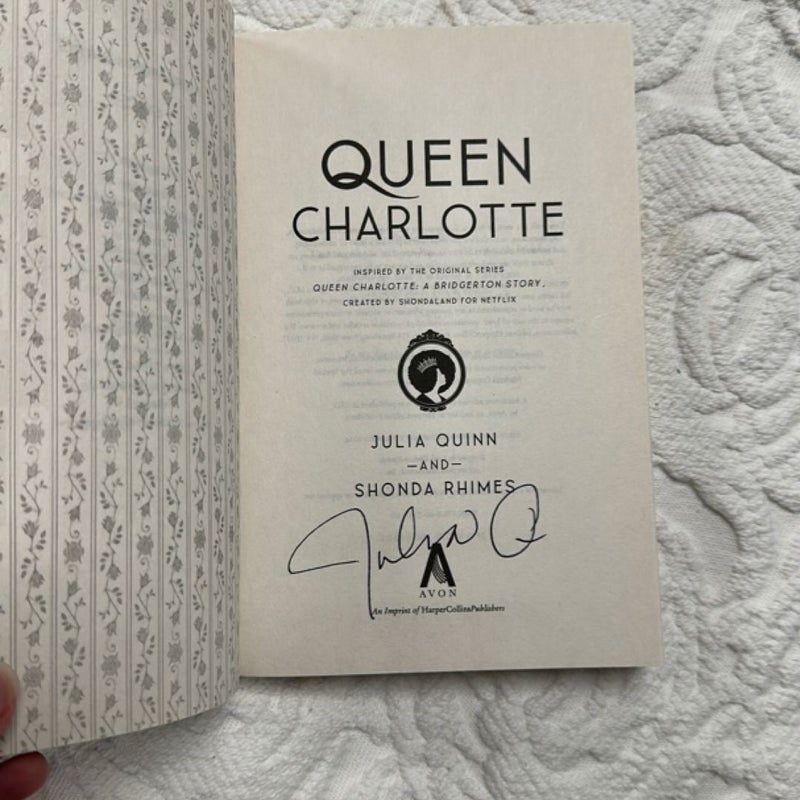 QUEEN
CHARLOTTE
INSPIRED BY THE ORIGINAL SERIES
QUEEN CHARLOTTE: A BRIDGERTON STORY,
CREATED BY SHONDALAND FOR NETFLIX
JULIA QUINN
—AND—
SHONDA RHIMES
Julia Q
AVON
An Imprint of HarperCollinsPublishers